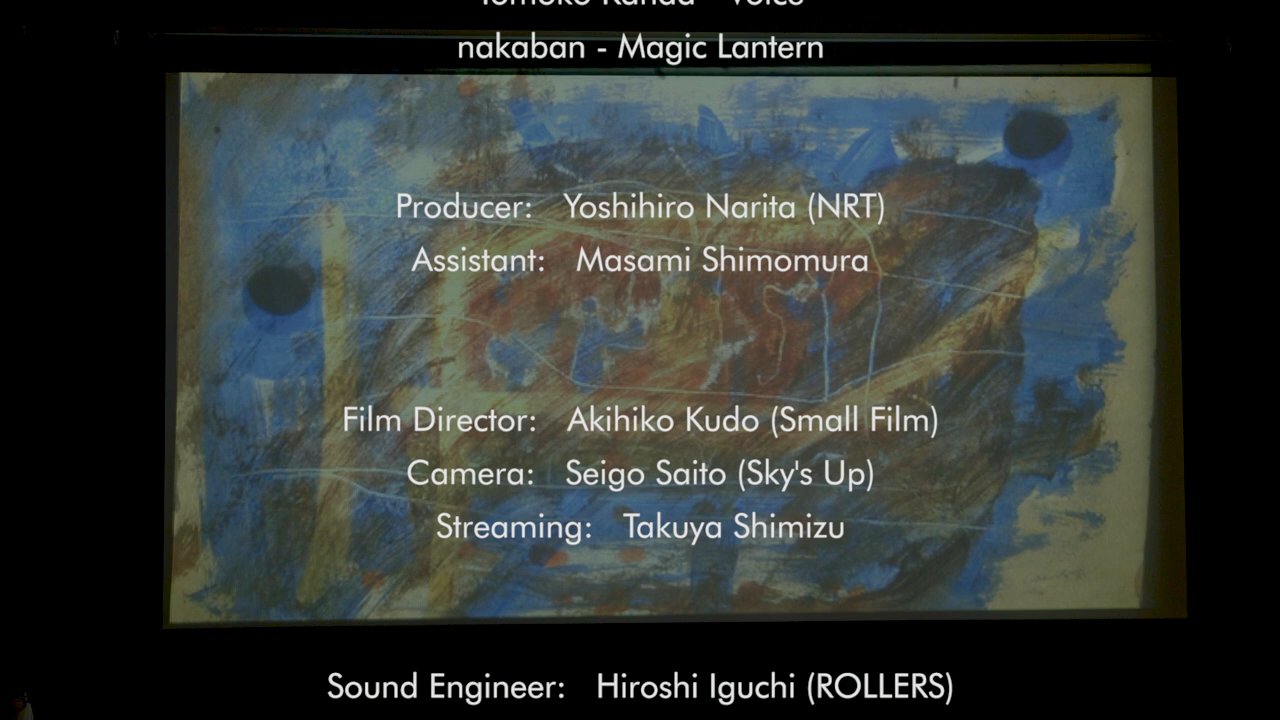 nakaban - Magic Lantern
Producer: Yoshihiro Narita (NRT)
Assistant: Masami Shimomura
Film Director: Akihiko Kudo (Small Film)
Camera: Seigo Saito (Sky's Up)
Streaming: Takuya Shimizu
Sound Engineer: Hiroshi Iguchi (ROLLERS)